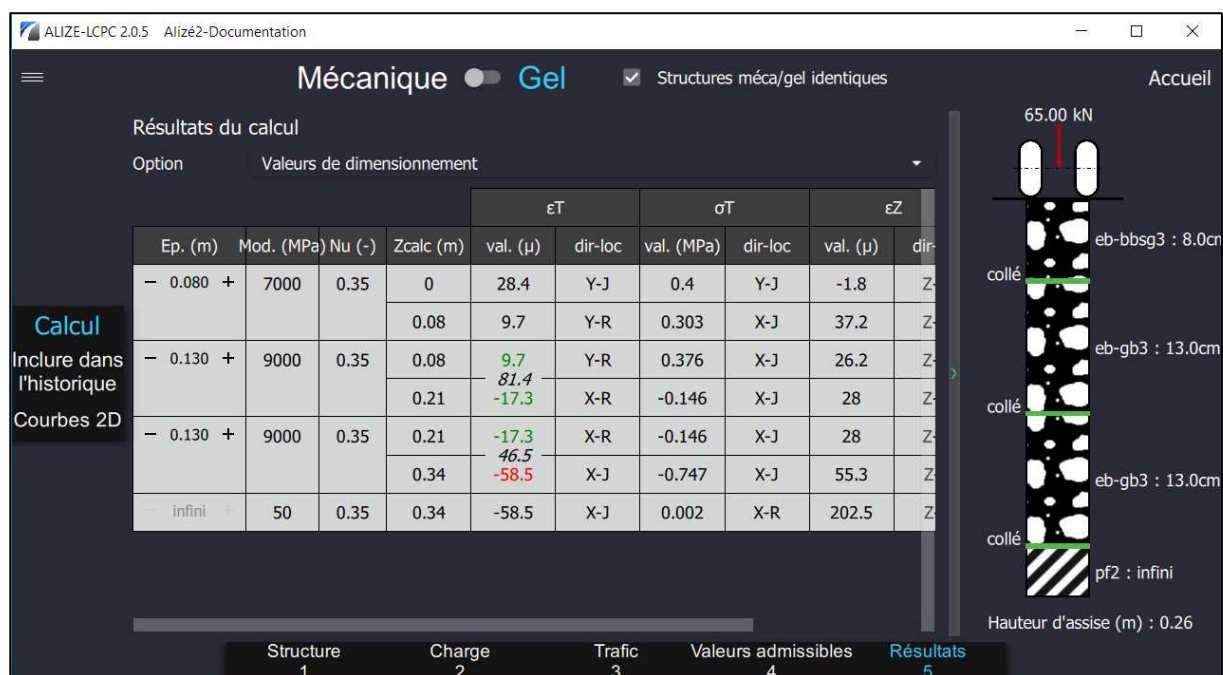 ALIZE-LCPC 2.0.5 Alizé2-Documentation
Mécanique Gel Structures méca/gel identiques Accueil
Résultats du calcul
Option Valeurs de dimensionnement
εT σT εZ
Ep. (m) Mod. (MPa) Nu (-) Zcalc (m) val. (μ) dir-loc val. (MPa) dir-loc val. (μ) dir-
− 0.080 + 7000 0.35 0 28.4 Y-J 0.4 Y-J -1.8 Z-
0.08 9.7 Y-R 0.303 X-J 37.2 Z-
− 0.130 + 9000 0.35 0.08 9.7 Y-R 0.376 X-J 26.2 Z-
81.4
0.21 -17.3 X-R -0.146 X-J 28 Z-
− 0.130 + 9000 0.35 0.21 -17.3 X-R -0.146 X-J 28 Z-
46.5
0.34 -58.5 X-J -0.747 X-J 55.3 Z-
− infini + 50 0.35 0.34 -58.5 X-J 0.002 X-R 202.5 Z-
Calcul
Inclure dans
l'historique
Courbes 2D
65.00 kN
eb-bbsg3 : 8.0cm
collé
eb-gb3 : 13.0cm
collé
eb-gb3 : 13.0cm
collé
pf2 : infini
Hauteur d'assise (m) : 0.26
Structure Charge Trafic Valeurs admissibles Résultats
1 2 3 4 5